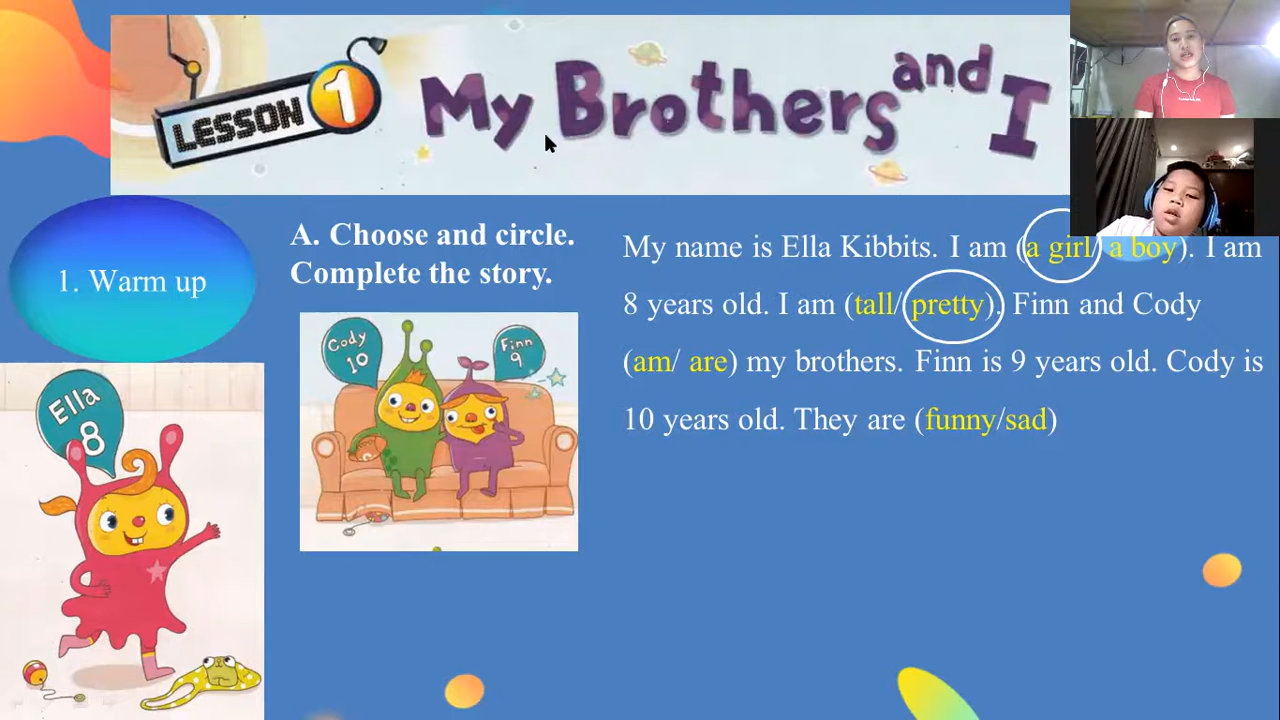 LESSON 1 My Brothers and I
1. Warm up
A. Choose and circle.
Complete the story.
My name is Ella Kibbits. I am (a girl/ a boy). I am
8 years old. I am (tall/ pretty). Finn and Cody
(am/ are) my brothers. Finn is 9 years old. Cody is
10 years old. They are (funny/sad)
Cody
10
Finn
9
Ella
8